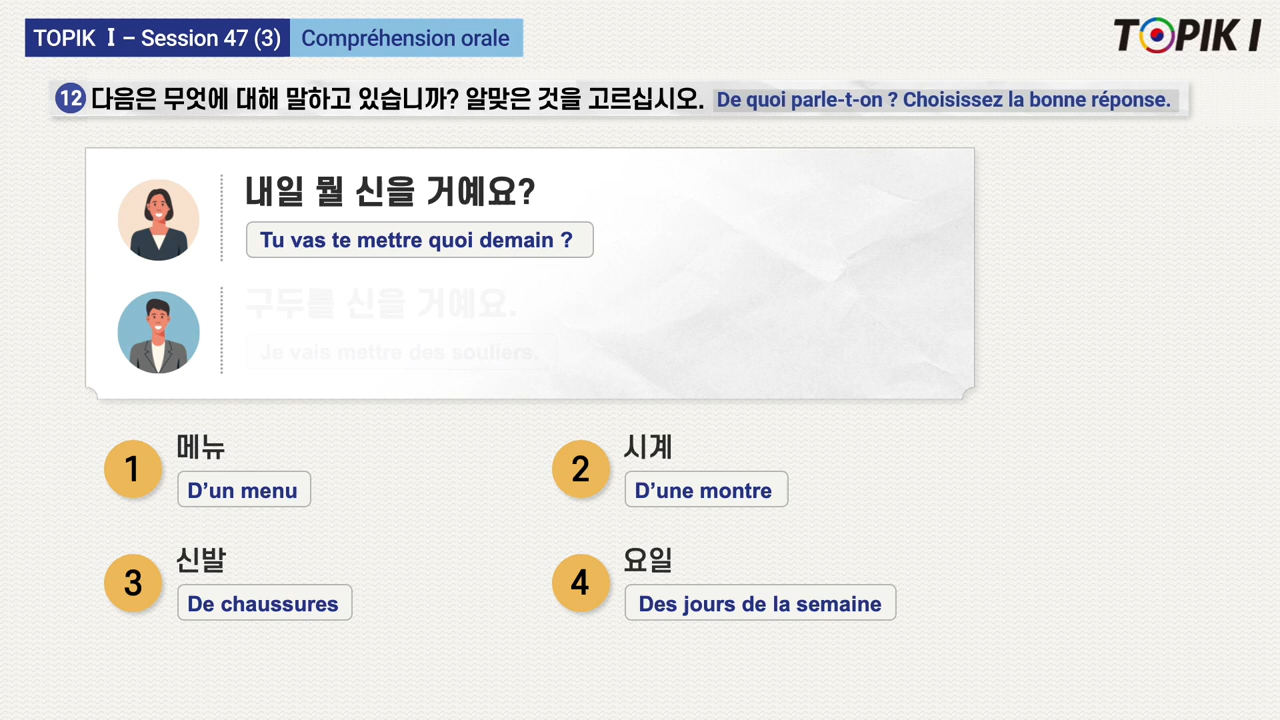 TOPIK Ⅰ – Session 47 (3) Compréhension orale
TOPIK I
12 다음은 무엇에 대해 말하고 있습니까? 알맞은 것을 고르십시오. De quoi parle-t-on ? Choisissez la bonne réponse.
내일 뭘 신을 거예요?
Tu vas te mettre quoi demain ?
구두를 신을 거예요.
Je vais mettre des souliers.
1 메뉴
D’un menu
2 시계
D’une montre
3 신발
De chaussures
4 요일
Des jours de la semaine